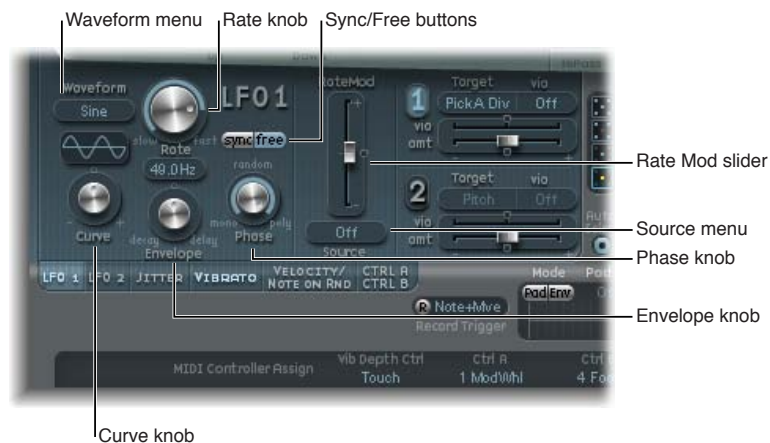 Waveform menu
Rate knob
Sync/Free buttons
Waveform
Sine
LFO1
RateMod
Target via
1
PickA Div Off
via
amt
slow fast
Rate
49.0Hz
sync free
random
Curve
decay delay
Envelope
mono poly
Phase
Off
Source
2
Target via
Pitch Off
via
amt
Rate Mod slider
Source menu
Phase knob
LFO 1
LFO 2
JITTER
VIBRATO
VELOCITY/
NOTE ON RND
CTRL A
CTRL B
Mode
Pad Env
R Note+Mve
Record Trigger
Envelope knob
MIDI Controller Assign
Vib Depth Ctrl
Touch
Ctrl A
1 ModWhl
Curve knob